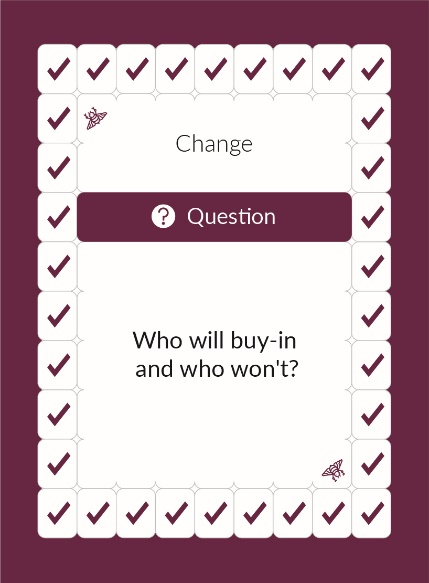 Change
? Question
Who will buy-in
and who won't?